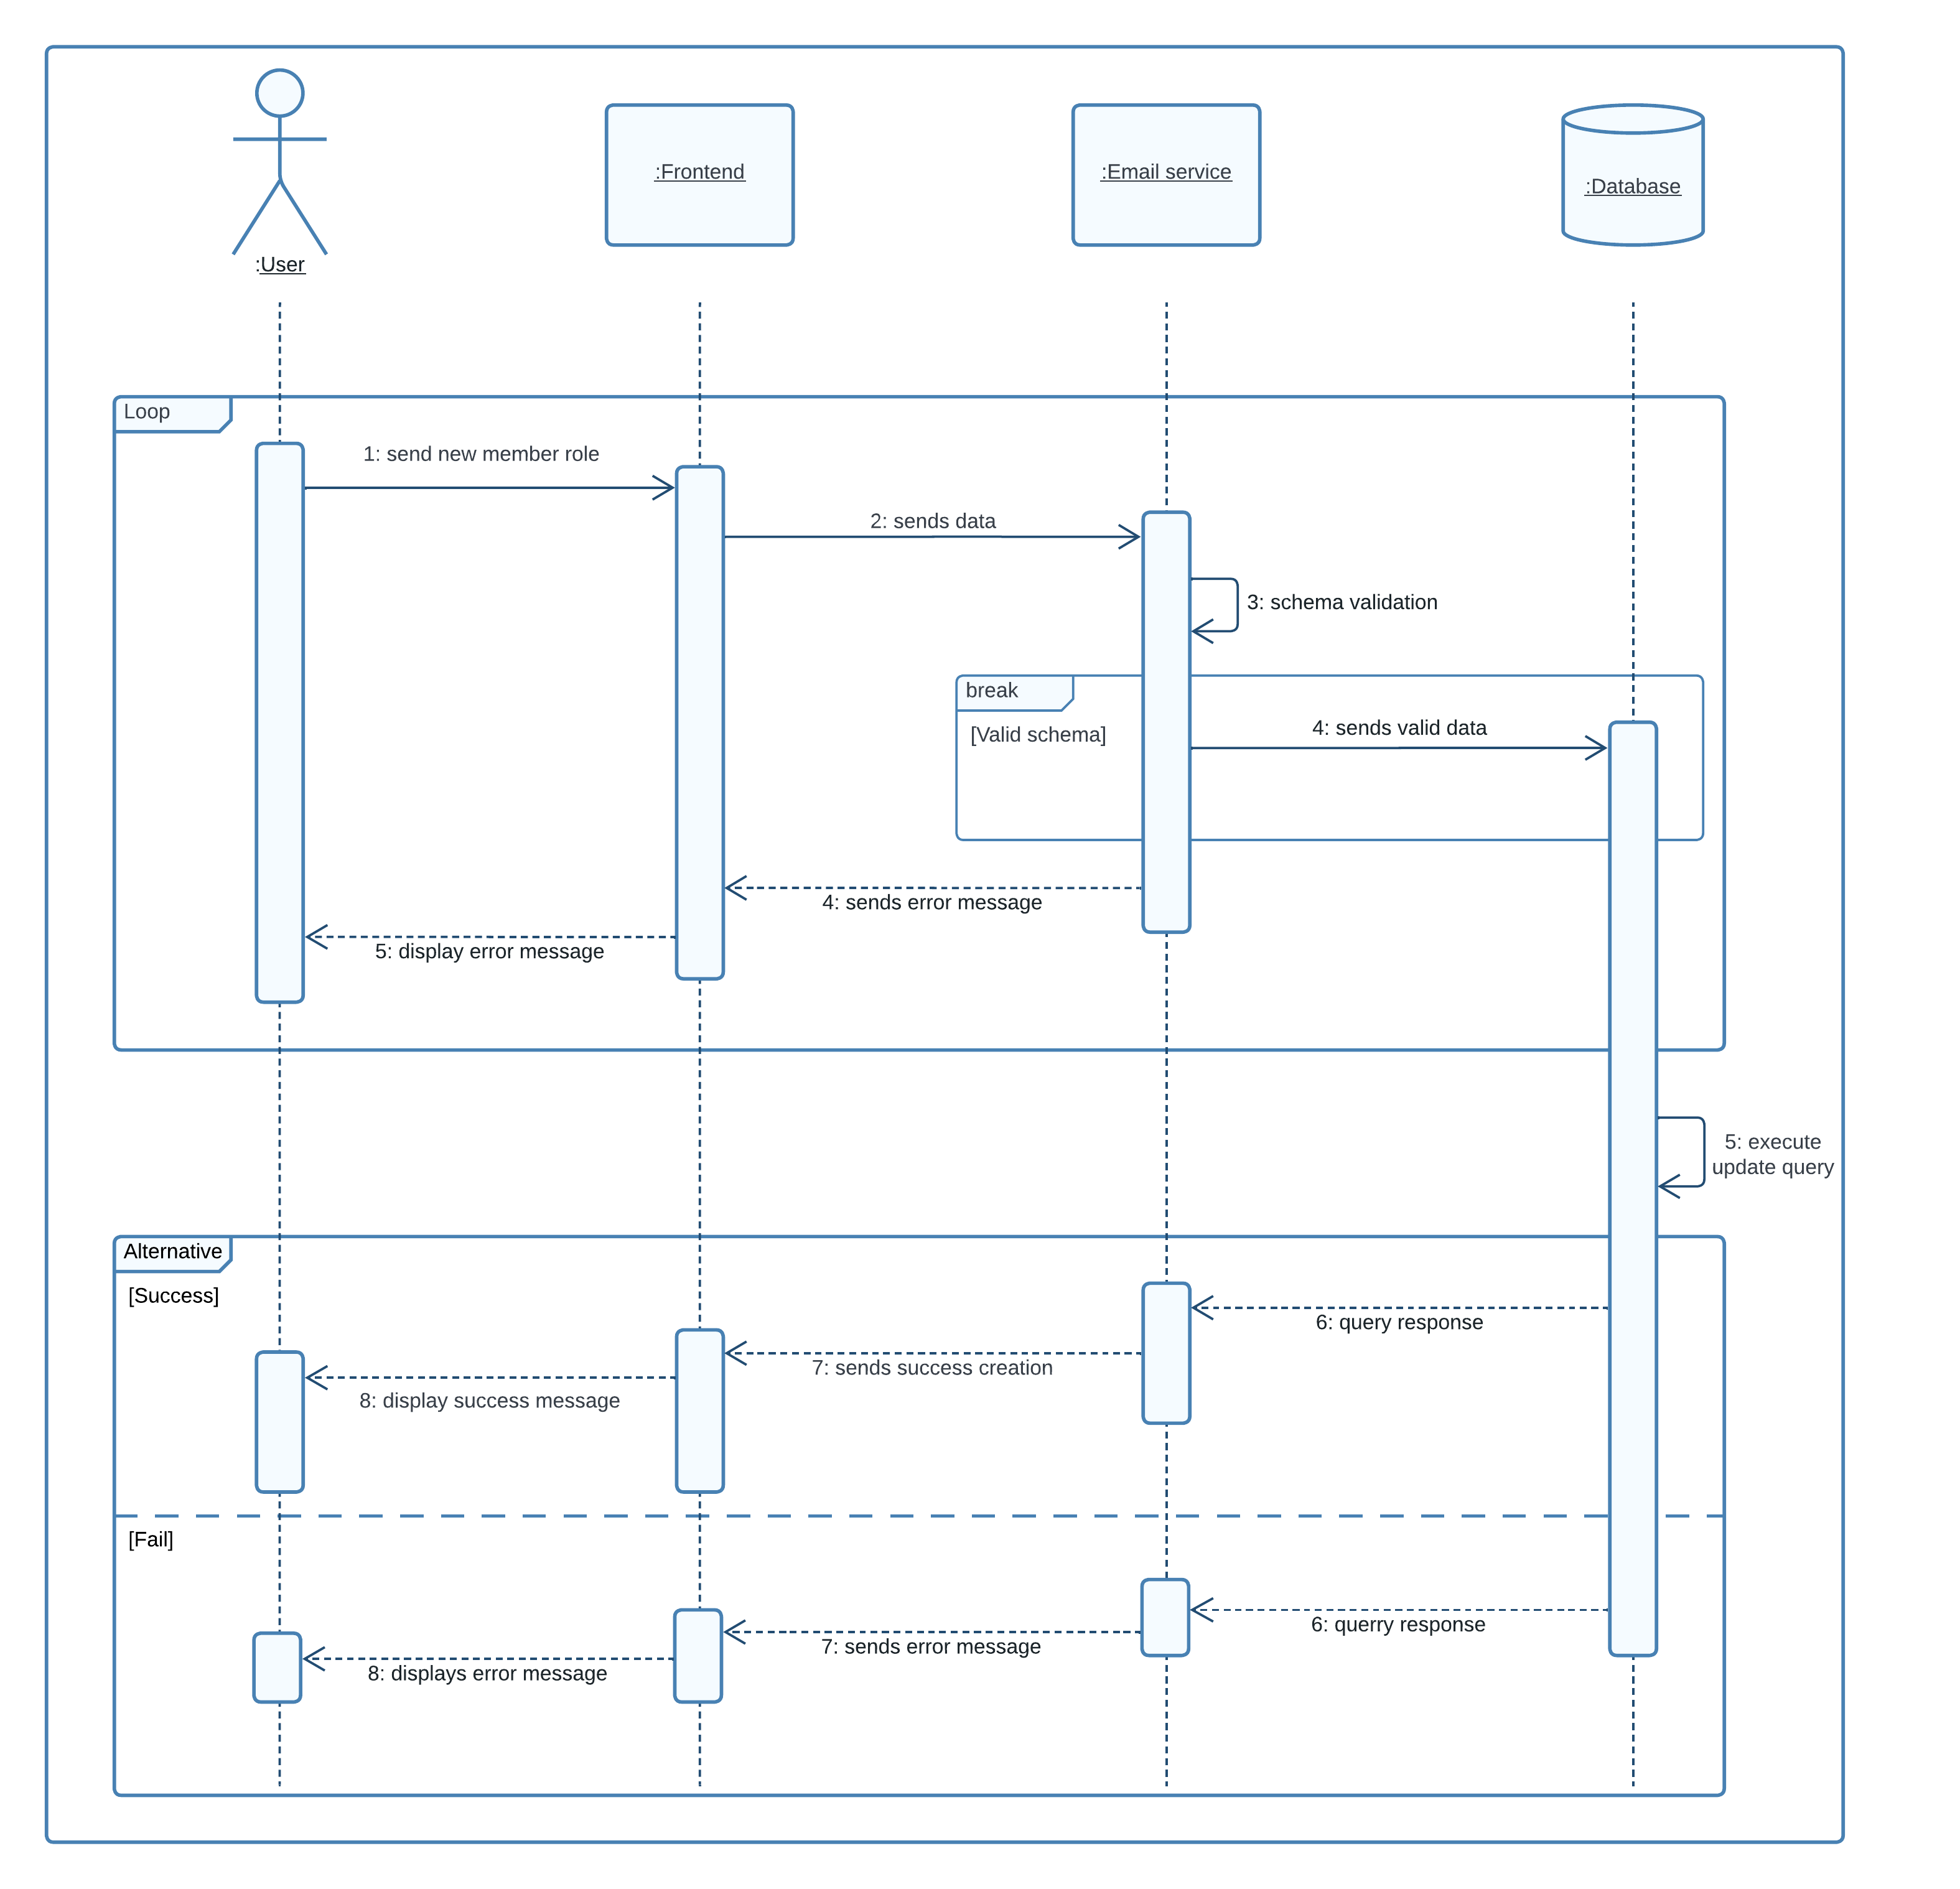 :Frontend
:Email service
:Database
:User
Loop
1: send new member role
2: sends data
3: schema validation
break
[Valid schema]
4: sends valid data
4: sends error message
5: display error message
5: execute
update query
Alternative
[Success]
6: query response
7: sends success creation
8: display success message
[Fail]
6: querry response
7: sends error message
8: displays error message